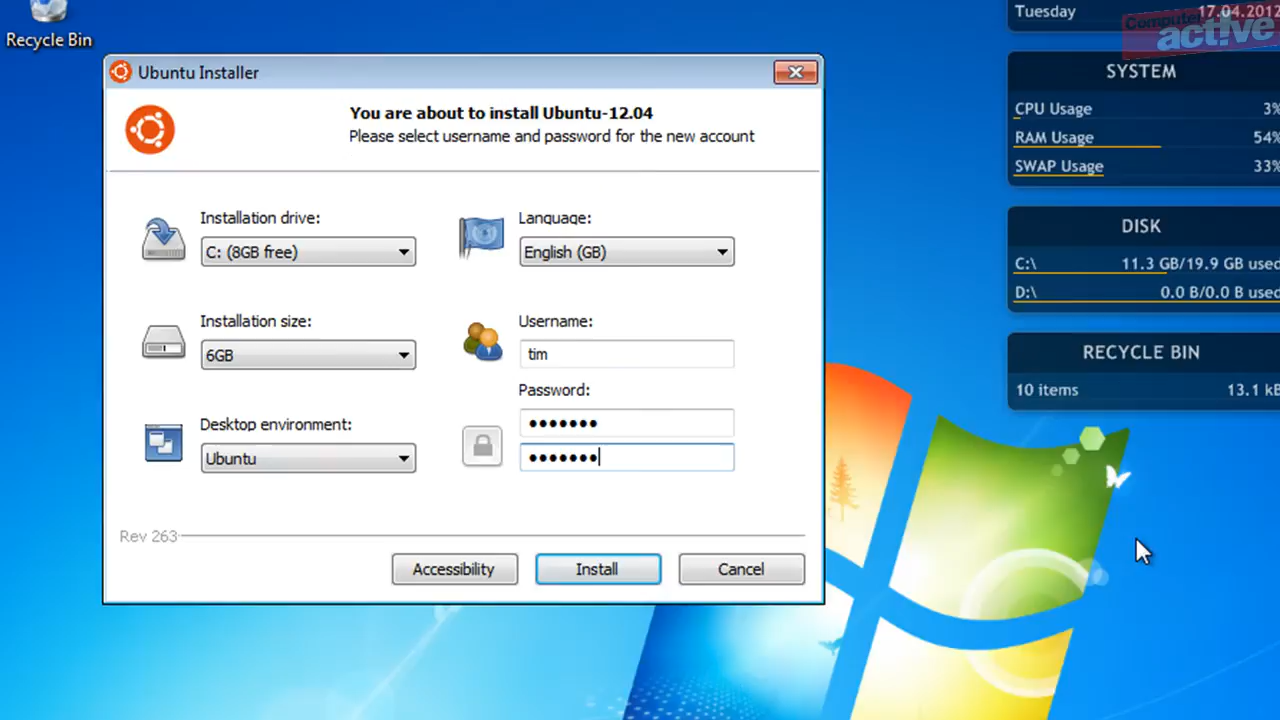 Recycle Bin
Tuesday 17.04.2012
Computer
active
Ubuntu Installer
You are about to install Ubuntu-12.04
Please select username and password for the new account
Installation drive:
C: (8GB free)
Language:
English (GB)
Installation size:
6GB
Username:
tim
Password:
•••••••
•••••••
Desktop environment:
Ubuntu
Rev 263
Accessibility
Install
Cancel
SYSTEM
CPU Usage 3%
RAM Usage 54%
SWAP Usage 33%
DISK
C:\ 11.3 GB/19.9 GB used
D:\ 0.0 B/0.0 B used
RECYCLE BIN
10 items 13.1 kB